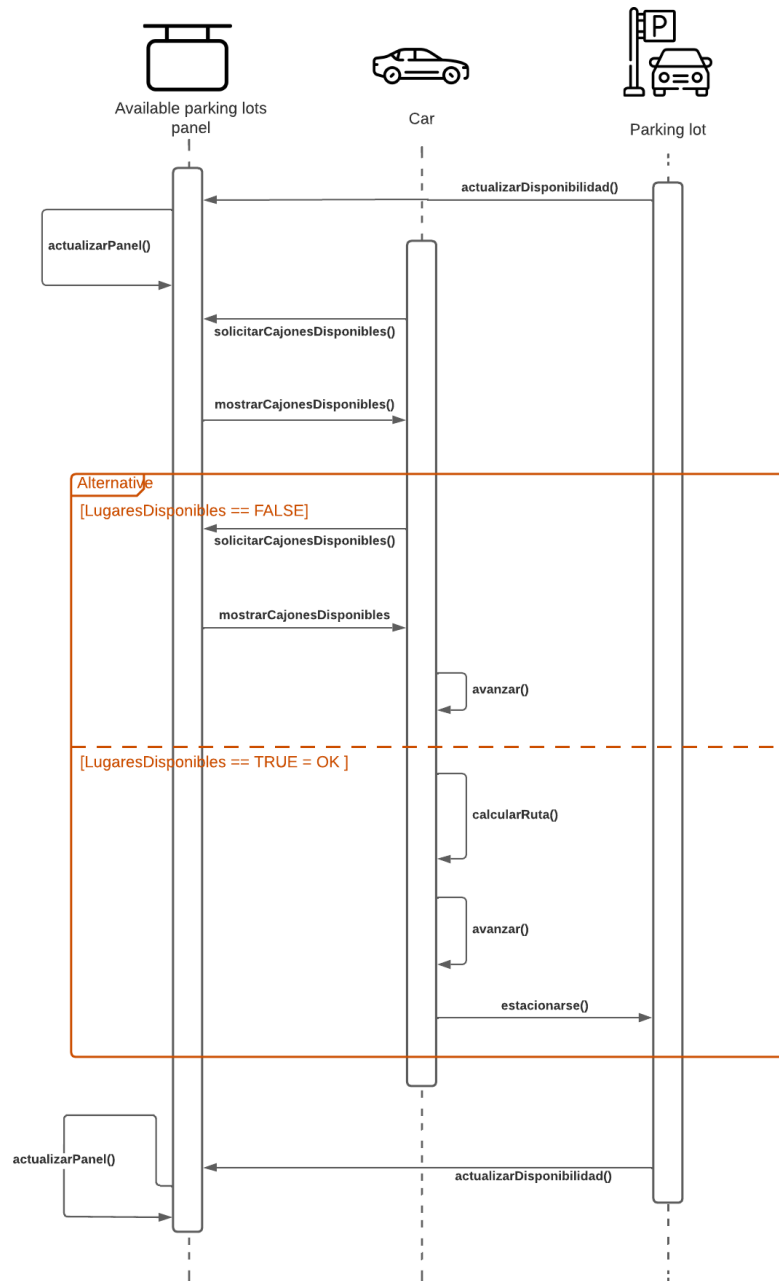 P
Available parking lots
panel
Car
Parking lot
actualizarDisponibilidad()
actualizarPanel()
solicitarCajonesDisponibles()
mostrarCajonesDisponibles()
Alternative
[LugaresDisponibles == FALSE]
solicitarCajonesDisponibles()
mostrarCajonesDisponibles
avanzar()
[LugaresDisponibles == TRUE = OK ]
calcularRuta()
avanzar()
estacionarse()
actualizarPanel()
actualizarDisponibilidad()